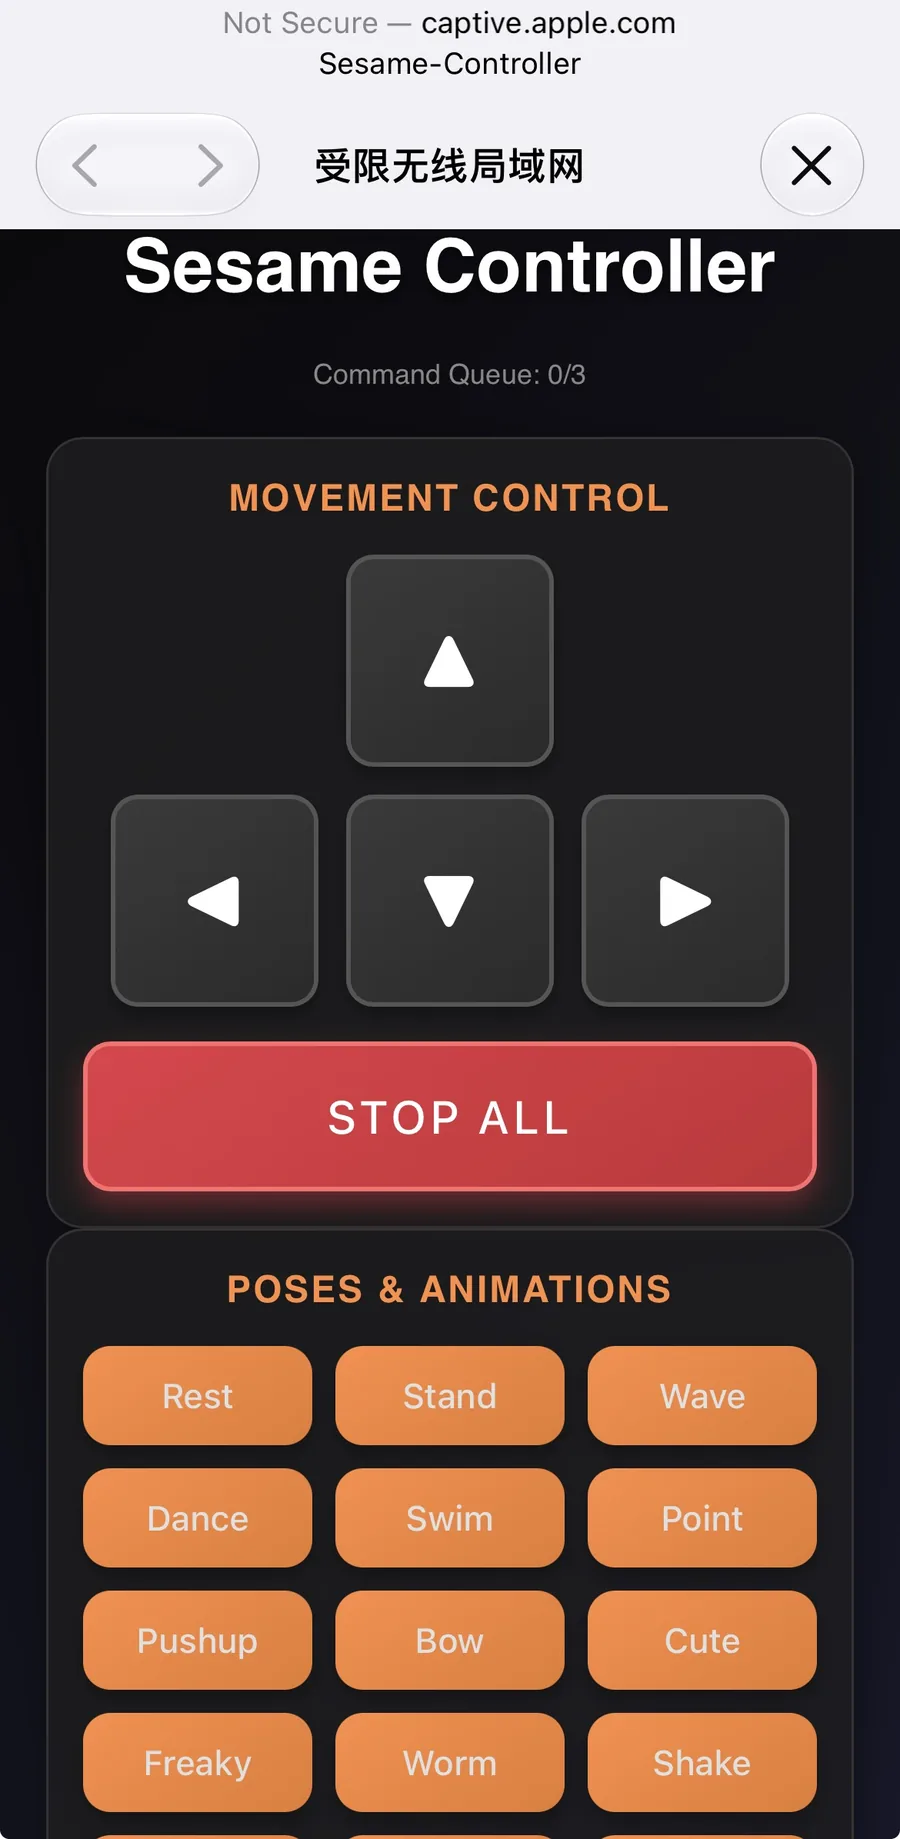 Not Secure — captive.apple.com
Sesame-Controller
受限无线局域网
Sesame Controller
Command Queue: 0/3
MOVEMENT CONTROL
STOP ALL
POSES & ANIMATIONS
Rest Stand Wave
Dance Swim Point
Pushup Bow Cute
Freaky Worm Shake